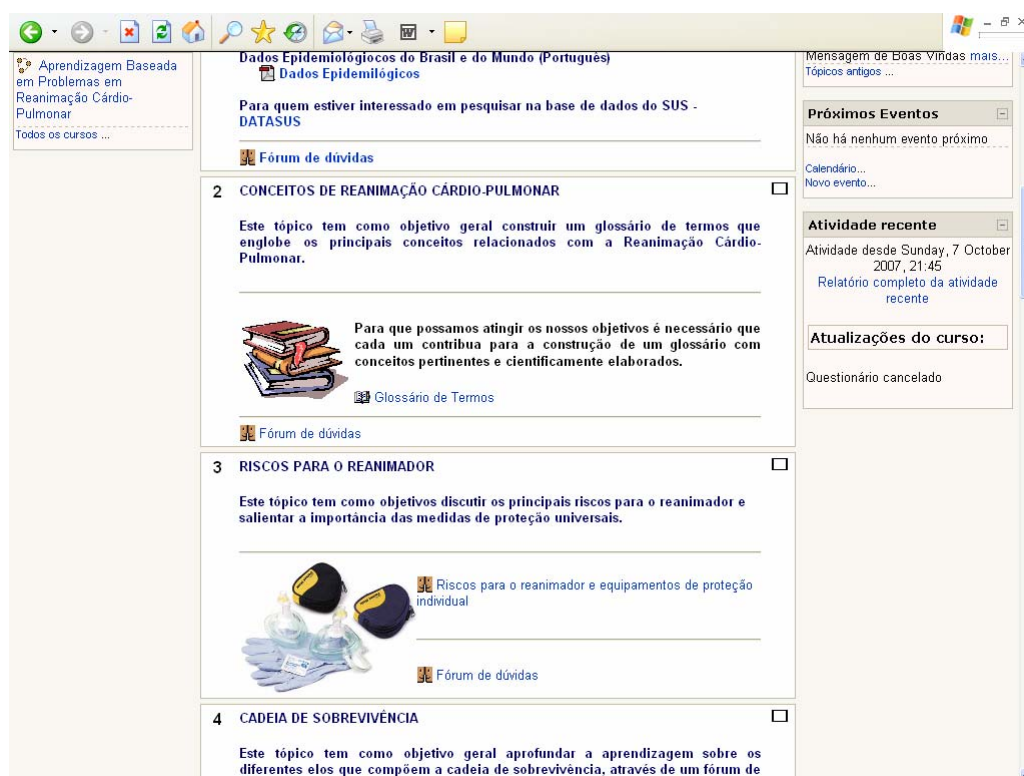 Aprendizagem Baseada
em Problemas em
Reanimação Cárdio-
Pulmonar
Todos os cursos ...
Dados Epidemiológiocos do Brasil e do Mundo (Português)
Dados Epidemilógicos
Para quem estiver interessado em pesquisar na base de dados do SUS -
DATASUS
Fórum de dúvidas
2 CONCEITOS DE REANIMAÇÃO CÁRDIO-PULMONAR
Este tópico tem como objetivo geral construir um glossário de termos que
englobe os principais conceitos relacionados com a Reanimação Cárdio-
Pulmonar.
Para que possamos atingir os nossos objetivos é necessário que
cada um contribua para a construção de um glossário com
conceitos pertinentes e cientificamente elaborados.
Glossário de Termos
Fórum de dúvidas
3 RISCOS PARA O REANIMADOR
Este tópico tem como objetivos discutir os principais riscos para o reanimador e
salientar a importância das medidas de proteção universais.
Riscos para o reanimador e equipamentos de proteção
individual
Fórum de dúvidas
4 CADEIA DE SOBREVIVÊNCIA
Este tópico tem como objetivo geral aprofundar a aprendizagem sobre os
diferentes elos que compõem a cadeia de sobrevivência, através de um fórum de
Mensagem de Boas Vindas mais...
Tópicos antigos ...
Próximos Eventos
Não há nenhum evento próximo
Calendário...
Novo evento...
Atividade recente
Atividade desde Sunday, 7 October
2007, 21:45
Relatório completo da atividade
recente
Atualizações do curso:
Questionário cancelado